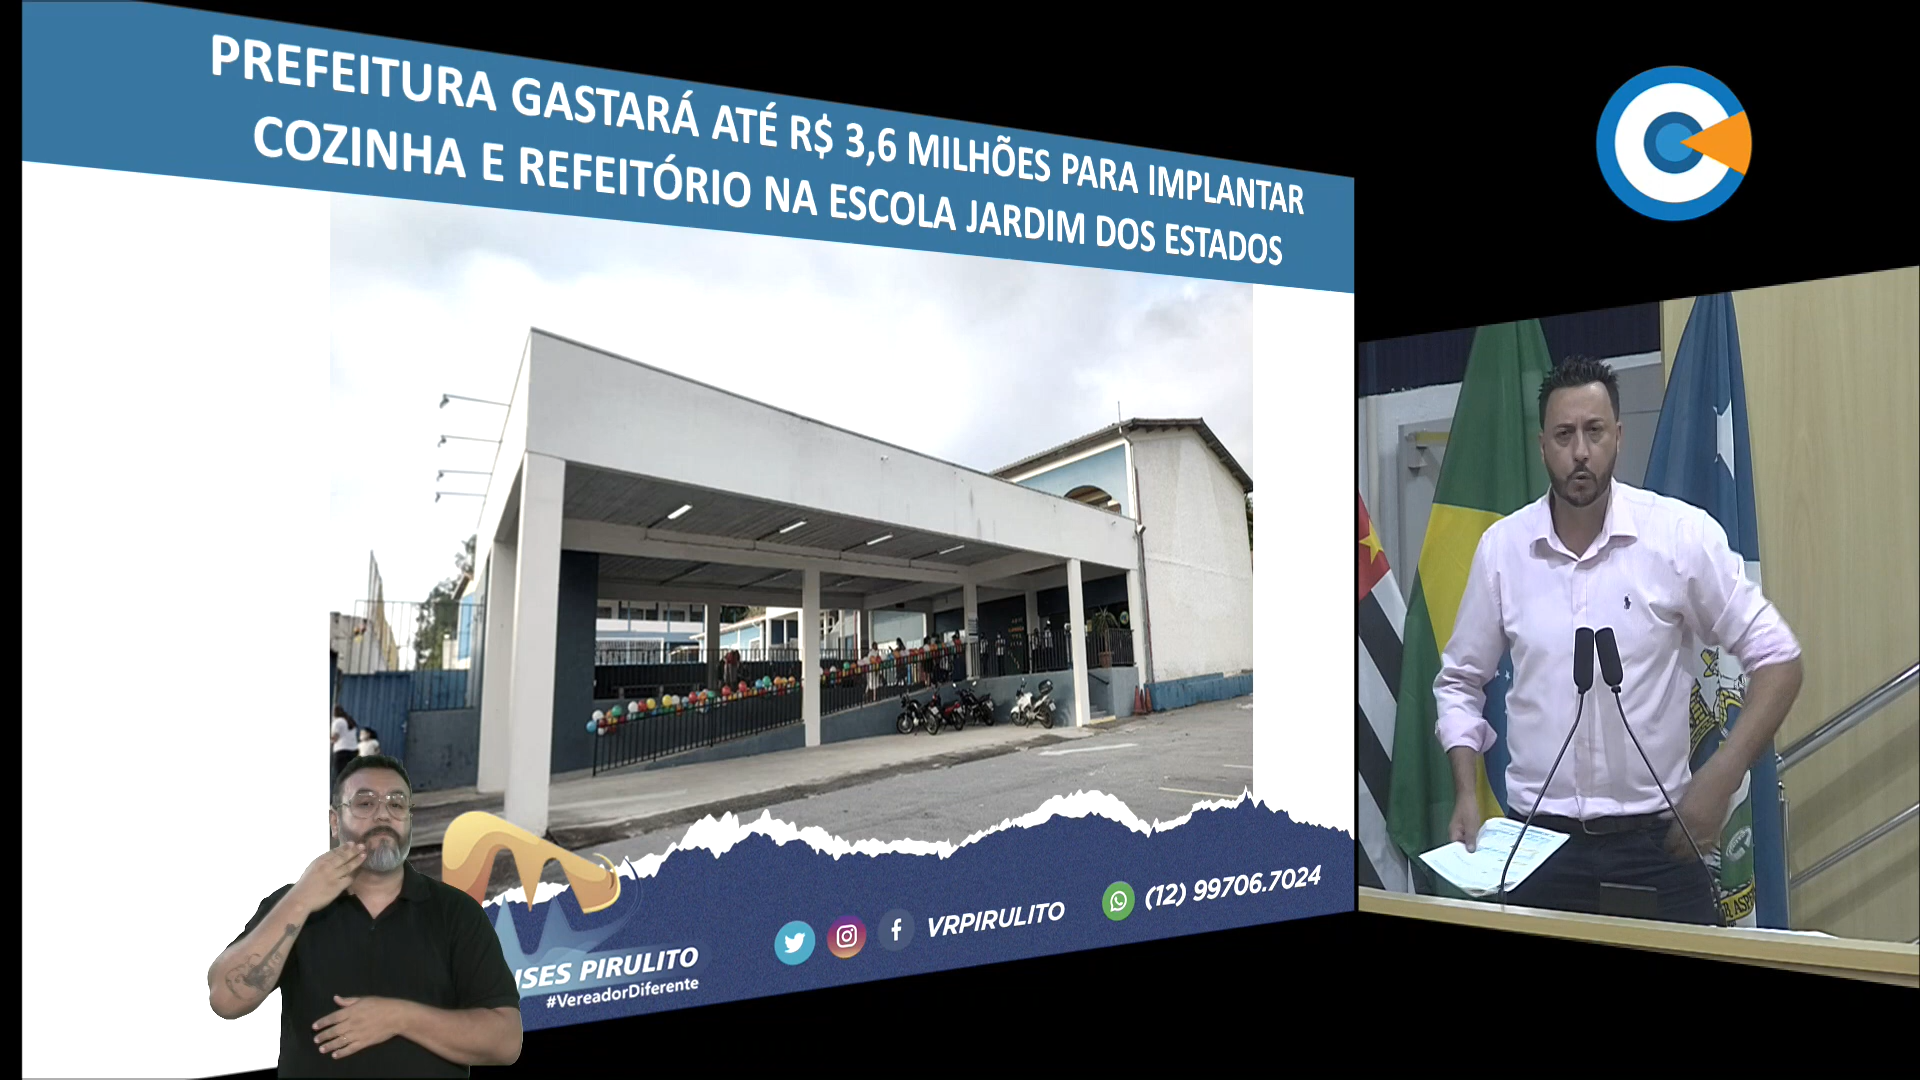 PREFEITURA GASTARÁ ATÉ R$ 3,6 MILHÕES PARA IMPLANTAR
COZINHA E REFEITÓRIO NA ESCOLA JARDIM DOS ESTADOS
ISES PIRULITO
#VereadorDiferente
VRPIRULITO
(12) 99706.7024